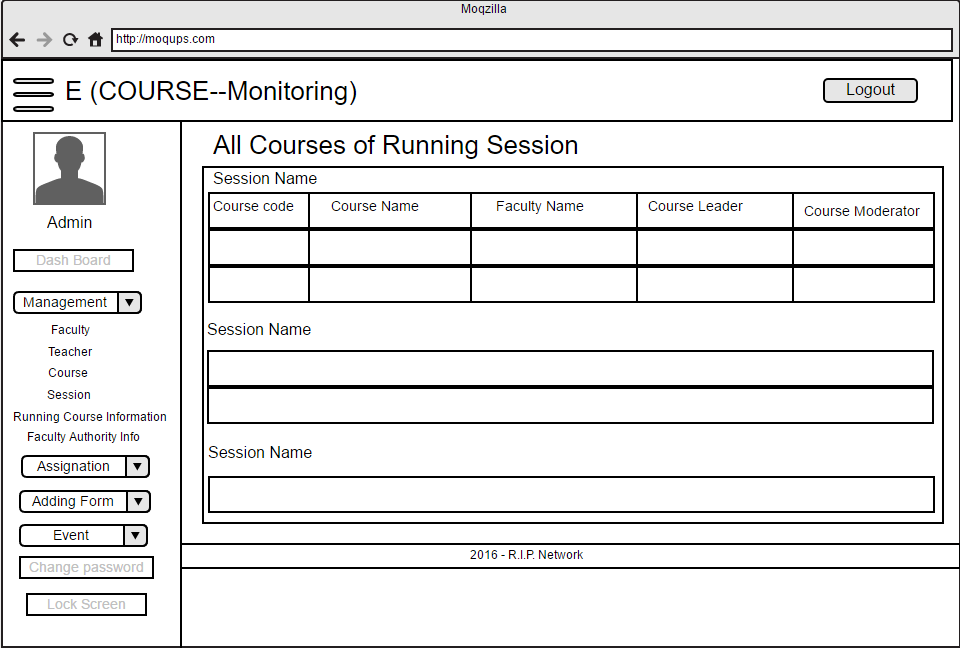 Moqzilla
http://moqups.com
E (COURSE--Monitoring)
Logout
Admin
Dash Board
Management
Faculty
Teacher
Course
Session
Running Course Information
Faculty Authority Info
Assignation
Adding Form
Event
Change password
Lock Screen
All Courses of Running Session
Session Name
Course code Course Name Faculty Name Course Leader Course Moderator
Session Name
Session Name
2016 - R.I.P. Network